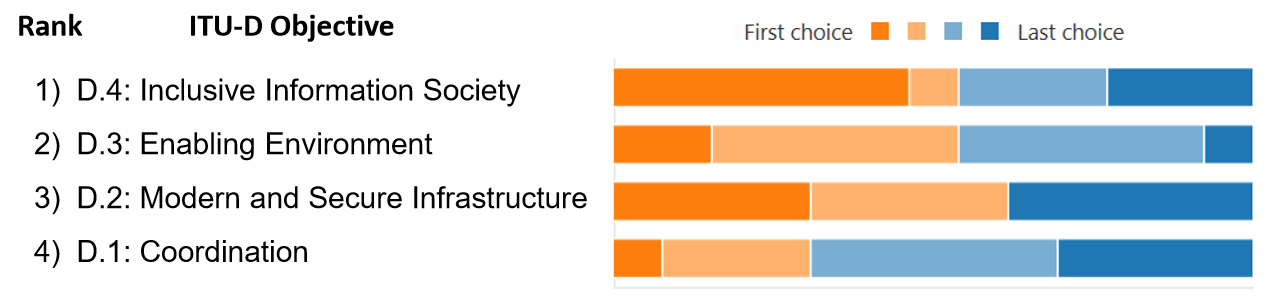 Rank ITU-D Objective
First choice Last choice
1) D.4: Inclusive Information Society
2) D.3: Enabling Environment
3) D.2: Modern and Secure Infrastructure
4) D.1: Coordination